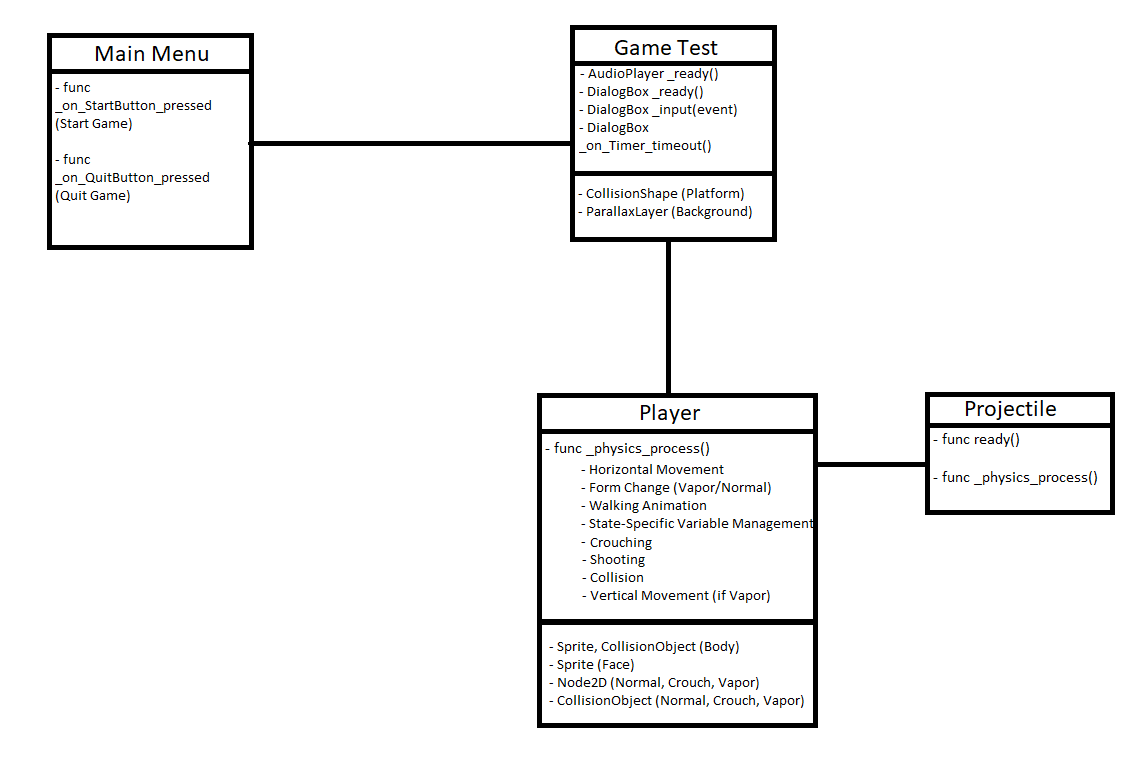 Main Menu
- func
_on_StartButton_pressed
(Start Game)
- func
_on_QuitButton_pressed
(Quit Game)
Game Test
- AudioPlayer _ready()
- DialogBox _ready()
- DialogBox _input(event)
- DialogBox
_on_Timer_timeout()
- CollisionShape (Platform)
- ParallaxLayer (Background)
Player
- func _physics_process()
- Horizontal Movement
- Form Change (Vapor/Normal)
- Walking Animation
- State-Specific Variable Management
- Crouching
- Shooting
- Collision
- Vertical Movement (if Vapor)
- Sprite, CollisionObject (Body)
- Sprite (Face)
- Node2D (Normal, Crouch, Vapor)
- CollisionObject (Normal, Crouch, Vapor)
Projectile
- func ready()
- func _physics_process()